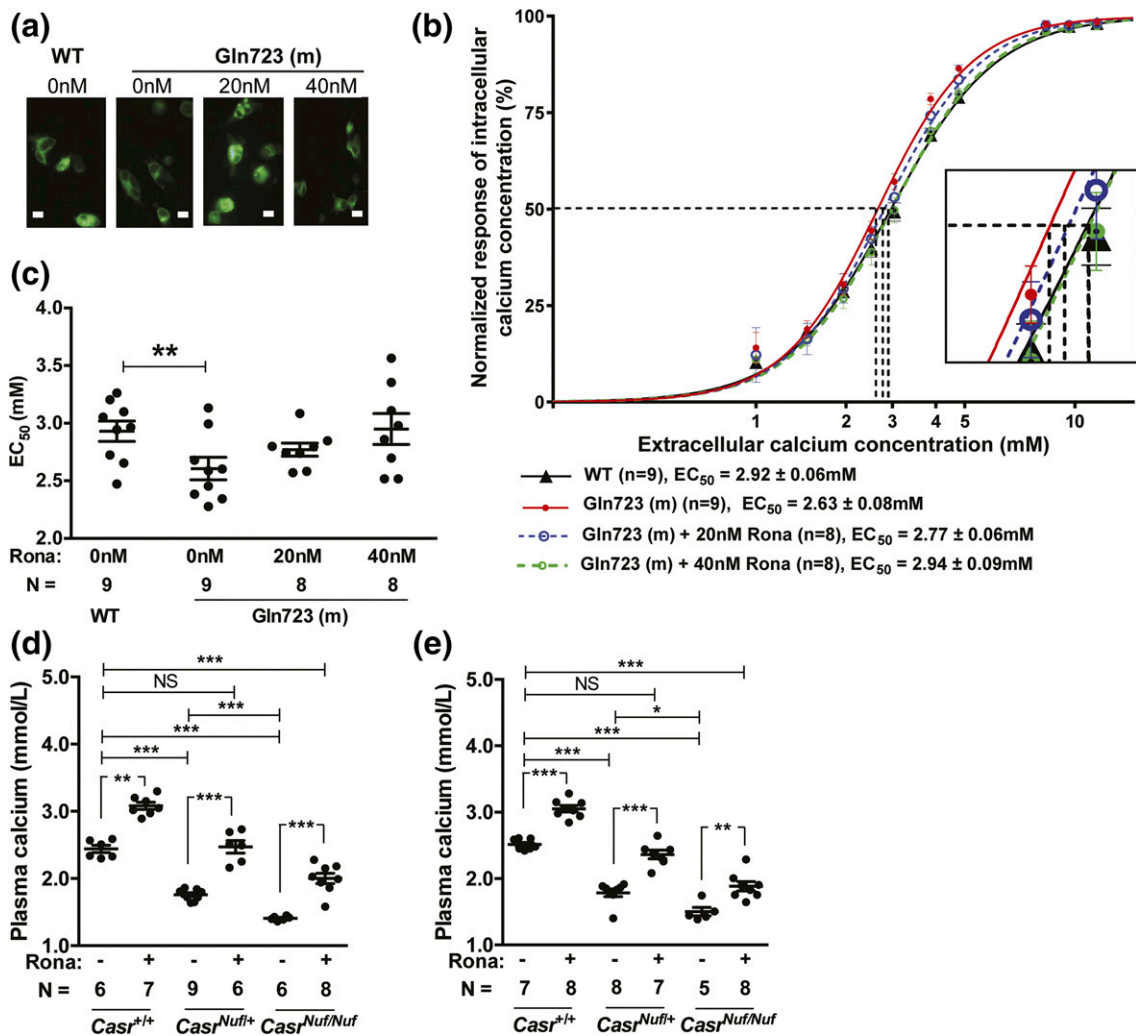 (a)
WT
Gln723 (m)
0nM
0nM
20nM
40nM
(b)
Normalized response of intracellular
calcium concentration (%)
100
75
50
25
0
1
2
3
4
5
10
Extracellular calcium concentration (mM)
WT (n=9), EC50 = 2.92 ± 0.06mM
Gln723 (m) (n=9), EC50 = 2.63 ± 0.08mM
Gln723 (m) + 20nM Rona (n=8), EC50 = 2.77 ± 0.06mM
Gln723 (m) + 40nM Rona (n=8), EC50 = 2.94 ± 0.09mM
(c)
EC50 (mM)
4.0
3.5
3.0
2.5
2.0
**
Rona: 0nM 0nM 20nM 40nM
N = 9 9 8 8
WT Gln723 (m)
(d)
Plasma calcium (mmol/L)
5.0
4.0
3.0
2.0
1.0
***
NS
***
***
***
**
***
***
Rona: - + - + - +
N = 6 7 9 6 6 8
Casr+/+ CasrNuf/+ CasrNuf/Nuf
(e)
Plasma calcium (mmol/L)
5.0
4.0
3.0
2.0
1.0
***
NS
*
***
***
***
***
**
Rona: - + - + - +
N = 7 8 8 7 5 8
Casr+/+ CasrNuf/+ CasrNuf/Nuf